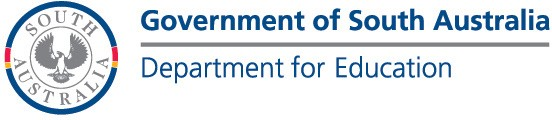 SOUTH
AUSTRALIA
Government of South Australia
Department for Education